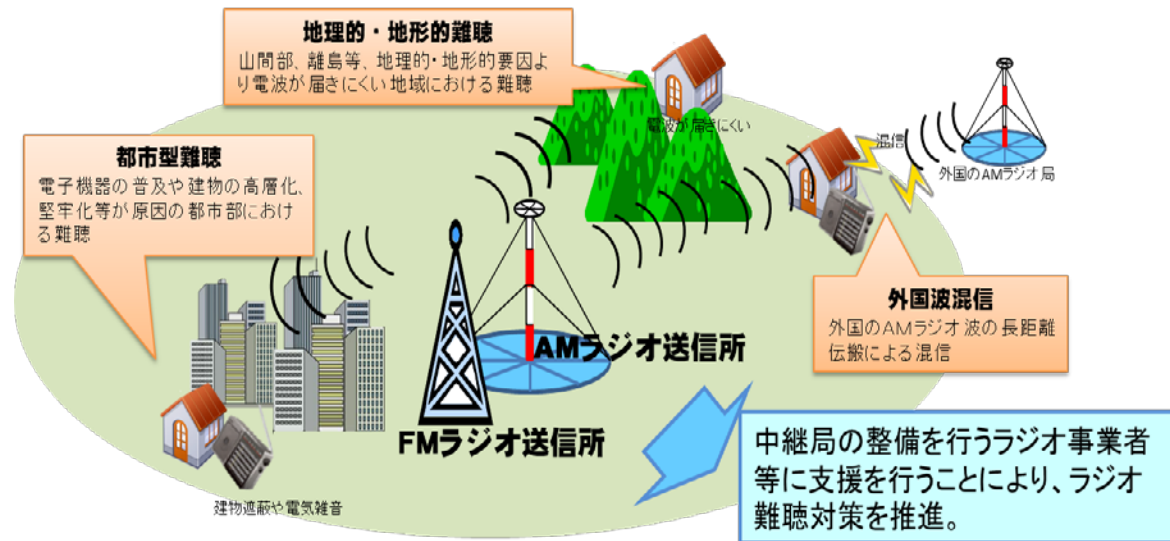 地理的・地形的難聴
山間部、離島等、地理的・地形的要因よ
り電波が届きにくい地域における難聴
電波が届きにくい
混信
外国のAMラジオ局
都市型難聴
電子機器の普及や建物の高層化、
堅牢化等が原因の都市部におけ
る難聴
外国波混信
外国のAMラジオ波の長距離
伝搬による混信
AMラジオ送信所
FMラジオ送信所
建物遮蔽や電気雑音
中継局の整備を行うラジオ事業者
等に支援を行うことにより、ラジオ
難聴対策を推進。